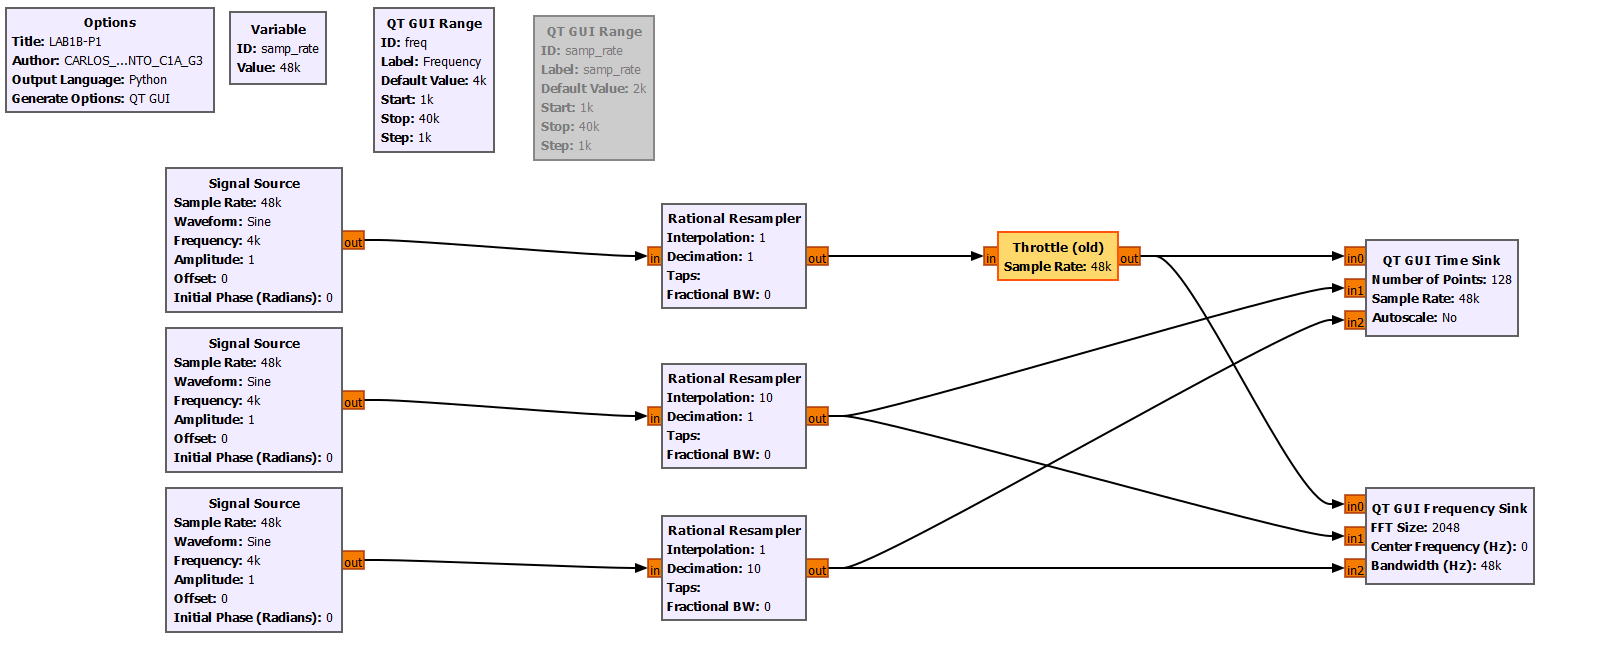 Options
Title: LAB1B-P1
Author: CARLOS_...NTO_C1A_G3
Output Language: Python
Generate Options: QT GUI
Variable
ID: samp_rate
Value: 48k
QT GUI Range
ID: freq
Label: Frequency
Default Value: 4k
Start: 1k
Stop: 40k
Step: 1k
QT GUI Range
ID: samp_rate
Label: samp_rate
Default Value: 2k
Start: 1k
Stop: 40k
Step: 1k
Signal Source
Sample Rate: 48k
Waveform: Sine
Frequency: 4k
Amplitude: 1
Offset: 0
Initial Phase (Radians): 0
out
in
Rational Resampler
Interpolation: 1
Decimation: 1
Taps:
Fractional BW: 0
out
in
Throttle (old)
Sample Rate: 48k
out
in0
in1
in2
QT GUI Time Sink
Number of Points: 128
Sample Rate: 48k
Autoscale: No
Signal Source
Sample Rate: 48k
Waveform: Sine
Frequency: 4k
Amplitude: 1
Offset: 0
Initial Phase (Radians): 0
out
in
Rational Resampler
Interpolation: 10
Decimation: 1
Taps:
Fractional BW: 0
out
Signal Source
Sample Rate: 48k
Waveform: Sine
Frequency: 4k
Amplitude: 1
Offset: 0
Initial Phase (Radians): 0
out
in
Rational Resampler
Interpolation: 1
Decimation: 10
Taps:
Fractional BW: 0
out
in0
in1
in2
QT GUI Frequency Sink
FFT Size: 2048
Center Frequency (Hz): 0
Bandwidth (Hz): 48k